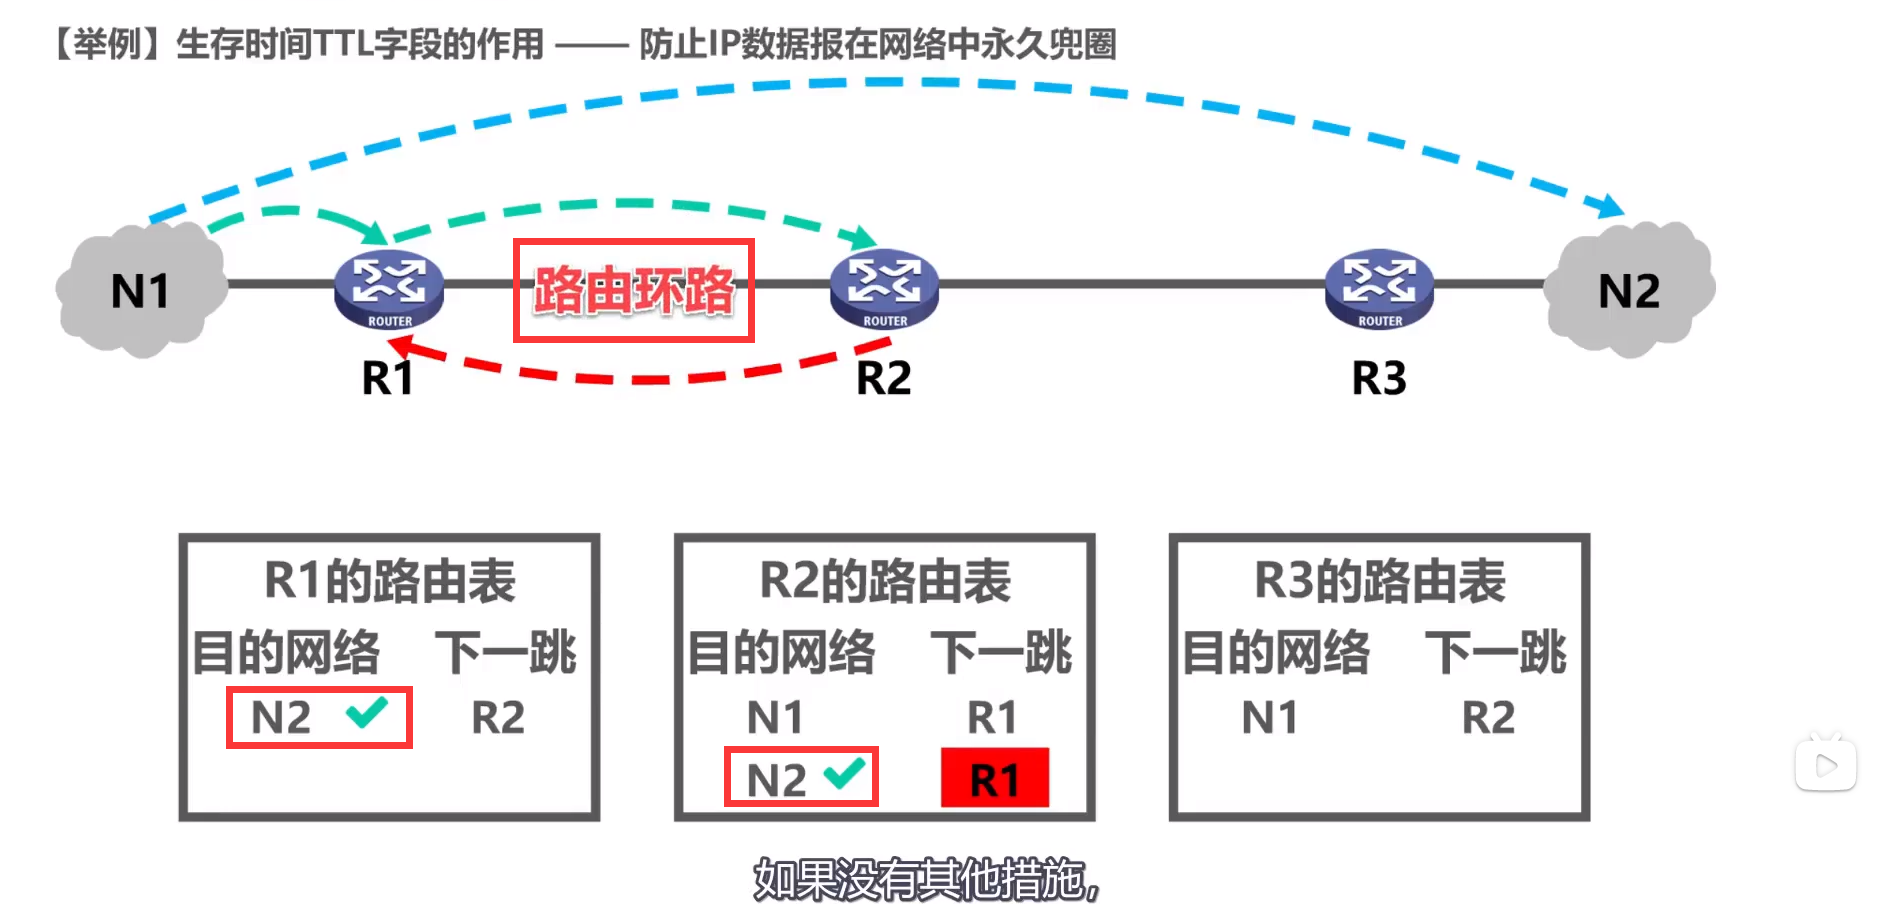 【举例】生存时间TTL字段的作用 —— 防止IP数据报在网络中永久兜圈
N1
ROUTER
路由环路
ROUTER
ROUTER
N2
R1
R2
R3
R1的路由表
目的网络 下一跳
N2 R2
R2的路由表
目的网络 下一跳
N1 R1
N2 R1
R3的路由表
目的网络 下一跳
N1 R2
如果没有其他措施，